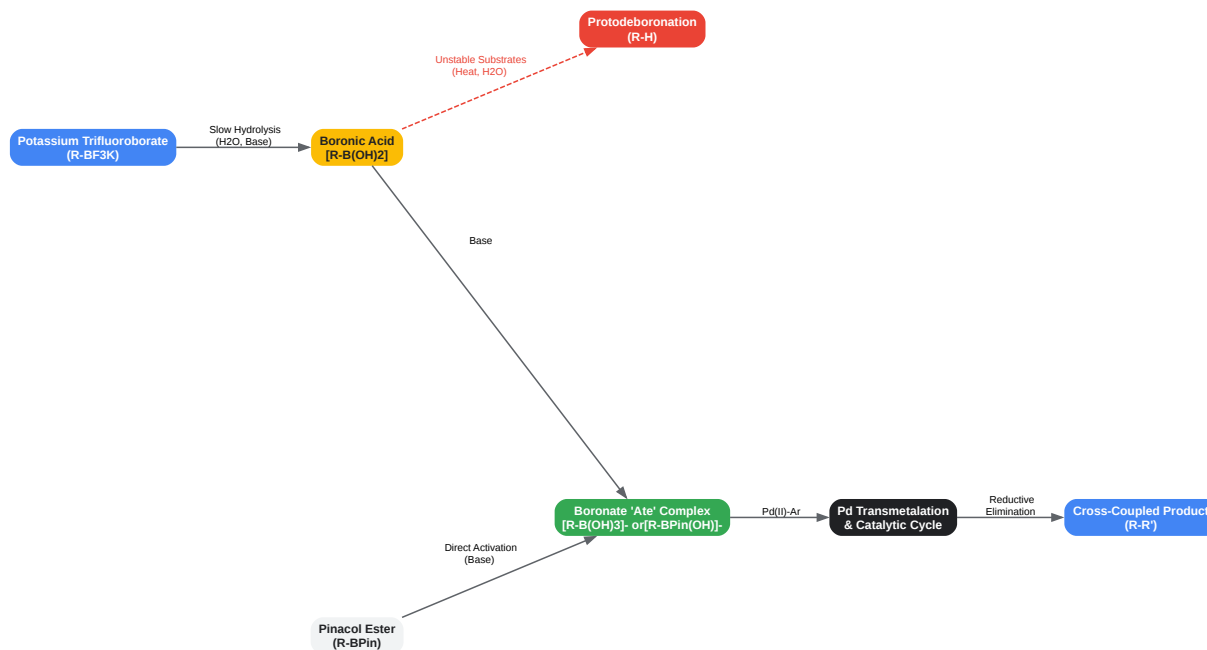 Protodeboronation
(R-H)
Unstable Substrates
(Heat, H2O)
Potassium Trifluoroborate
(R-BF3K)
Slow Hydrolysis
(H2O, Base)
Boronic Acid
[R-B(OH)2]
Base
Boronate 'Ate' Complex
[R-B(OH)3]- or[R-BPin(OH)]-
Pd(II)-Ar
Pd Transmetalation
& Catalytic Cycle
Reductive
Elimination
Cross-Coupled Product
(R-R')
Direct Activation
(Base)
Pinacol Ester
(R-BPin)